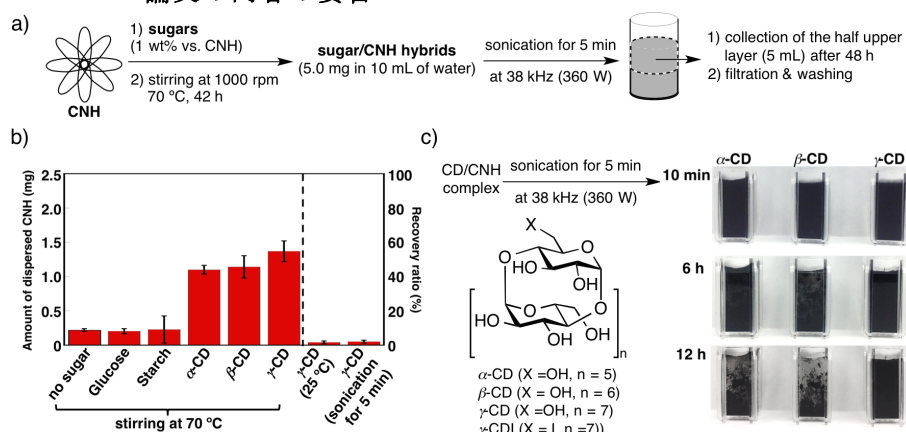 a)
1) sugars
(1 wt% vs. CNH)
2) stirring at 1000 rpm
70 ºC, 42 h
CNH
sugar/CNH hybrids
(5.0 mg in 10 mL of water)
sonication for 5 min
at 38 kHz (360 W)
1) collection of the half upper
layer (5 mL) after 48 h
2) filtration & washing
b)
Amount of dispersed CNH (mg)
2.5
2.0
1.5
1.0
0.5
0
100
80
60
40
20
0
Recovery ratio (%)
no sugar
Glucose
Starch
α-CD
β-CD
γ-CD
γ-CD
(25 ºC)
γ-CD
(sonication
for 5 min)
stirring at 70 ºC
c)
CD/CNH
complex
sonication for 5 min
at 38 kHz (360 W)
α-CD
β-CD
γ-CD
10 min
6 h
12 h
X
O
O
HO
OH
O
O
O
HO
OH
OH
n
α-CD (X =OH, n = 5)
β-CD (X = OH, n = 6)
γ-CD (X =OH, n = 7)
γ-CDI (X = I, n =7))